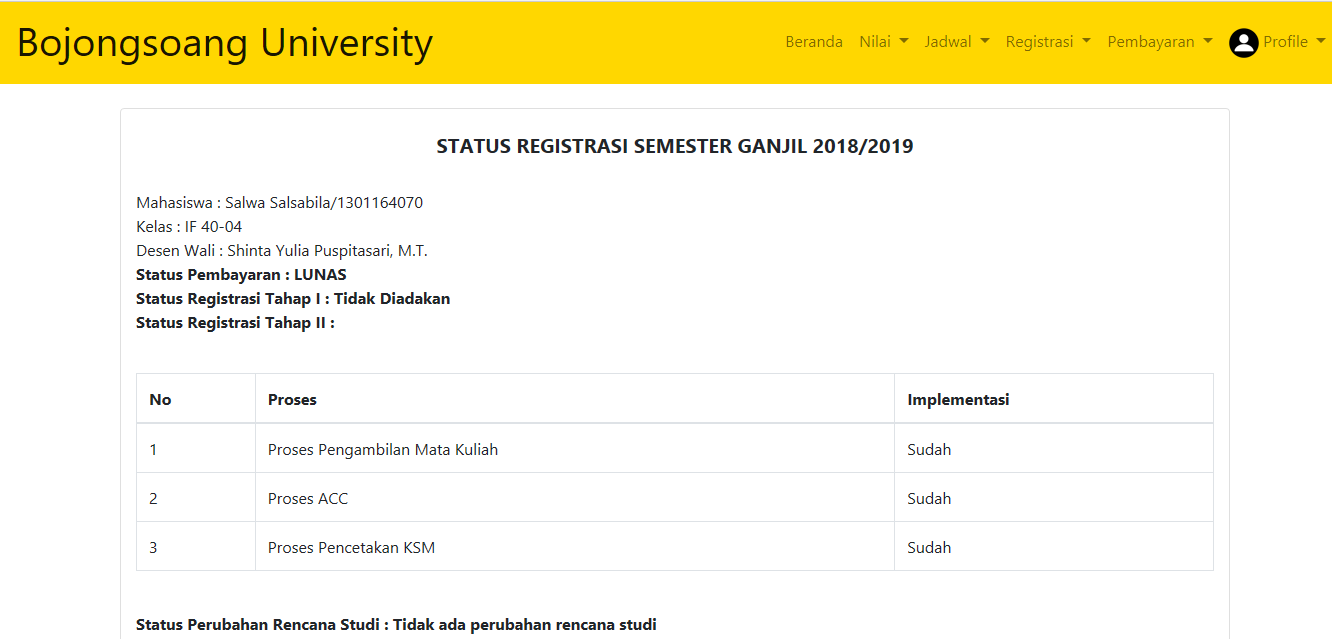 Bojongsoang University
Beranda Nilai Jadwal Registrasi Pembayaran Profile
STATUS REGISTRASI SEMESTER GANJIL 2018/2019
Mahasiswa : Salwa Salsabila/1301164070
Kelas : IF 40-04
Desen Wali : Shinta Yulia Puspitasari, M.T.
Status Pembayaran : LUNAS
Status Registrasi Tahap I : Tidak Diadakan
Status Registrasi Tahap II :
No Proses Implementasi
1 Proses Pengambilan Mata Kuliah Sudah
2 Proses ACC Sudah
3 Proses Pencetakan KSM Sudah
Status Perubahan Rencana Studi : Tidak ada perubahan rencana studi